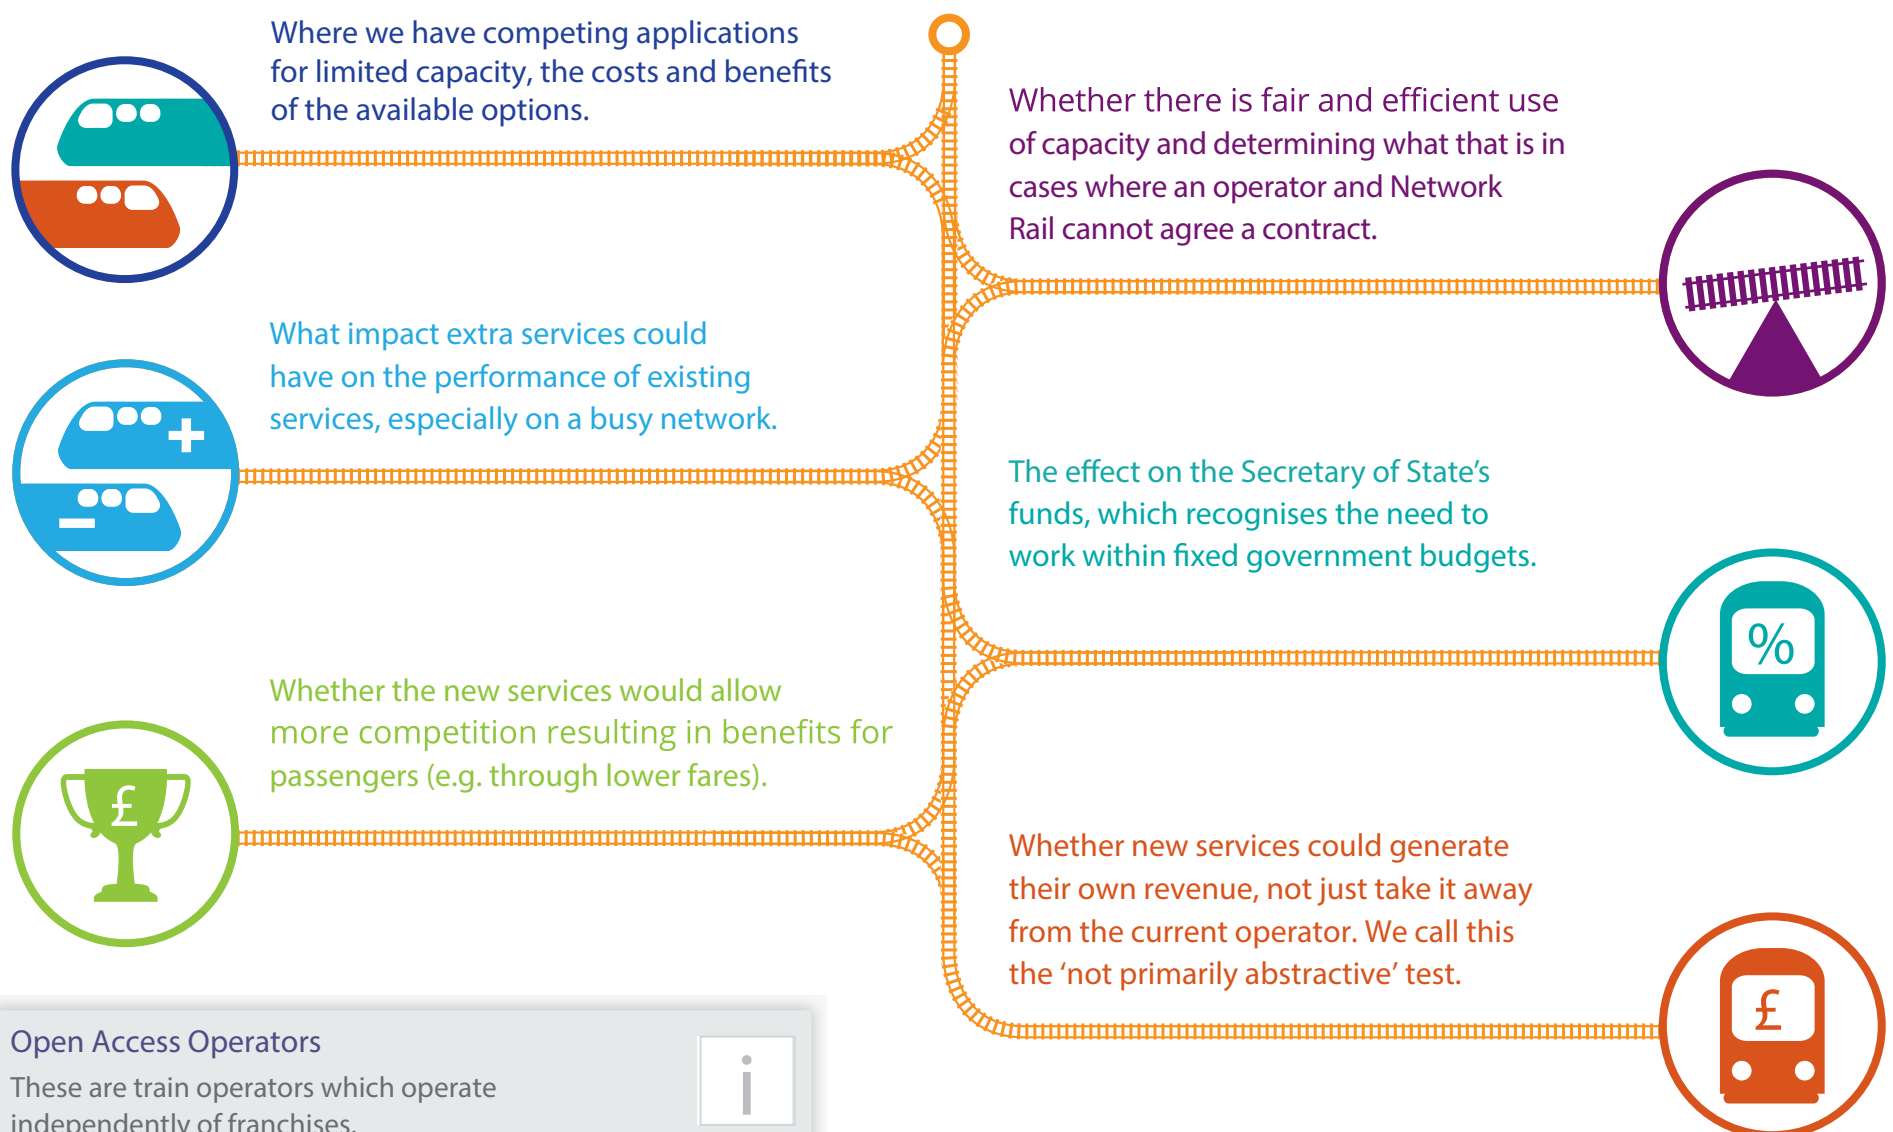 Where we have competing applications
for limited capacity, the costs and benefits
of the available options.
Whether there is fair and efficient use
of capacity and determining what that is in
cases where an operator and Network
Rail cannot agree a contract.
What impact extra services could
have on the performance of existing
services, especially on a busy network.
+
−
The effect on the Secretary of State’s
funds, which recognises the need to
work within fixed government budgets.
%
Whether the new services would allow
more competition resulting in benefits for
passengers (e.g. through lower fares).
£
Whether new services could generate
their own revenue, not just take it away
from the current operator. We call this
the ‘not primarily abstractive’ test.
£
Open Access Operators
These are train operators which operate
independently of franchises.
i